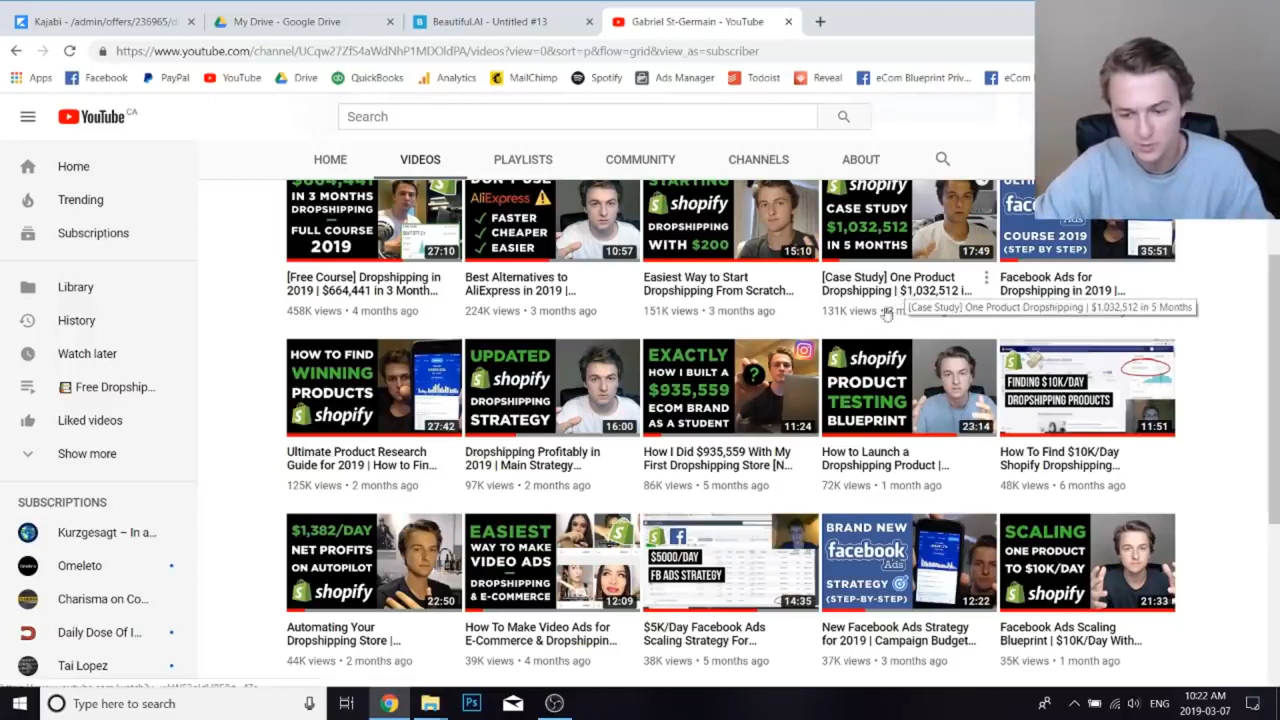 Kajabi - /admin/offers/236965/d
My Drive - Google Drive
Beautiful.AI - Untitled #13
Gabriel St-Germain - YouTube
https://www.youtube.com/channel/UCqw27ZfS4aWdNhP1MDOldPA/videos?view=0&sort=p&flow=grid&view_as=subscriber
Apps
Facebook
PayPal
YouTube
Drive
QuickBooks
Analytics
MailChimp
Spotify
Ads Manager
Todoist
Reveal
eCom Blueprint Priv...
eCom
YouTube CA
Search
HOME
VIDEOS
PLAYLISTS
COMMUNITY
CHANNELS
ABOUT
Home
Trending
Subscriptions
Library
History
Watch later
Free Dropship...
Liked videos
Show more
SUBSCRIPTIONS
Kurzgesagt – In a...
Omeleto
Charisma on Co...
Daily Dose Of I...
Tai Lopez
$664,441
IN 3 MONTHS
DROPSHIPPING
FULL COURSE
2019
27:10
AliExpress
FASTER
CHEAPER
EASIER
10:57
STARTING
shopify
DROPSHIPPING
WITH $200
15:10
shopify
CASE STUDY
$1,032,512
IN 5 MONTHS
17:49
Ads
COURSE 2019
(STEP BY STEP)
35:51
[Free Course] Dropshipping in
2019 | $664,441 in 3 Month...
458K views • 4 months ago
Best Alternatives to
AliExpress in 2019 |...
224K views • 3 months ago
Easiest Way to Start
Dropshipping From Scratch...
151K views • 3 months ago
[Case Study] One Product
Dropshipping | $1,032,512 i...
131K views
Facebook Ads for
Dropshipping in 2019 |...
[Case Study] One Product Dropshipping | $1,032,512 in 5 Months
HOW TO FIND
WINNING
PRODUCTS
shopify
27:42
UPDATED
shopify
DROPSHIPPING
STRATEGY
16:00
EXACTLY
HOW I BUILT A
$935,559
ECOM BRAND
AS A STUDENT
?
11:24
shopify
PRODUCT
TESTING
BLUEPRINT
23:14
FINDING $10K/DAY
DROPSHIPPING PRODUCTS
11:51
Ultimate Product Research
Guide for 2019 | How to Fin...
125K views • 2 months ago
Dropshipping Profitably in
2019 | Main Strategy...
97K views • 2 months ago
How I Did $935,559 With My
First Dropshipping Store [N...
86K views • 5 months ago
How to Launch a
Dropshipping Product |...
72K views • 1 month ago
How To Find $10K/Day
Shopify Dropshipping...
48K views • 6 months ago
$1,382/DAY
NET PROFITS
ON AUTOPILOT
shopify
22:50
EASIEST
WAY TO MAKE
VIDEO ADS
DROPSHIPPING
& E-COMMERCE
12:09
$5000/DAY
FB ADS STRATEGY
14:35
BRAND NEW
facebook
Ads
STRATEGY
(STEP-BY-STEP)
12:22
SCALING
ONE PRODUCT
TO $10K/DAY
shopify
21:33
Automating Your
Dropshipping Store |...
44K views • 2 months ago
How To Make Video Ads for
E-Commerce & Dropshippin...
39K views • 4 months ago
$5K/Day Facebook Ads
Scaling Strategy For...
38K views • 5 months ago
New Facebook Ads Strategy
for 2019 | Campaign Budget...
37K views • 3 months ago
Facebook Ads Scaling
Blueprint | $10K/Day With...
35K views • 1 month ago
Type here to search
ENG
10:22 AM
2019-03-07